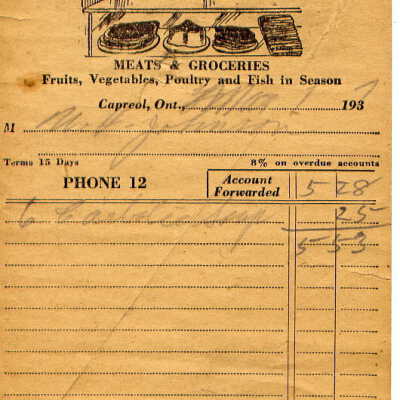 MEATS & GROCERIES
Fruits, Vegetables, Poultry and Fish in Season
Capreol, Ont., 193
M
Terms 15 Days 8% on overdue accounts
PHONE 12 Account Forwarded 5 28
6 25
5 53